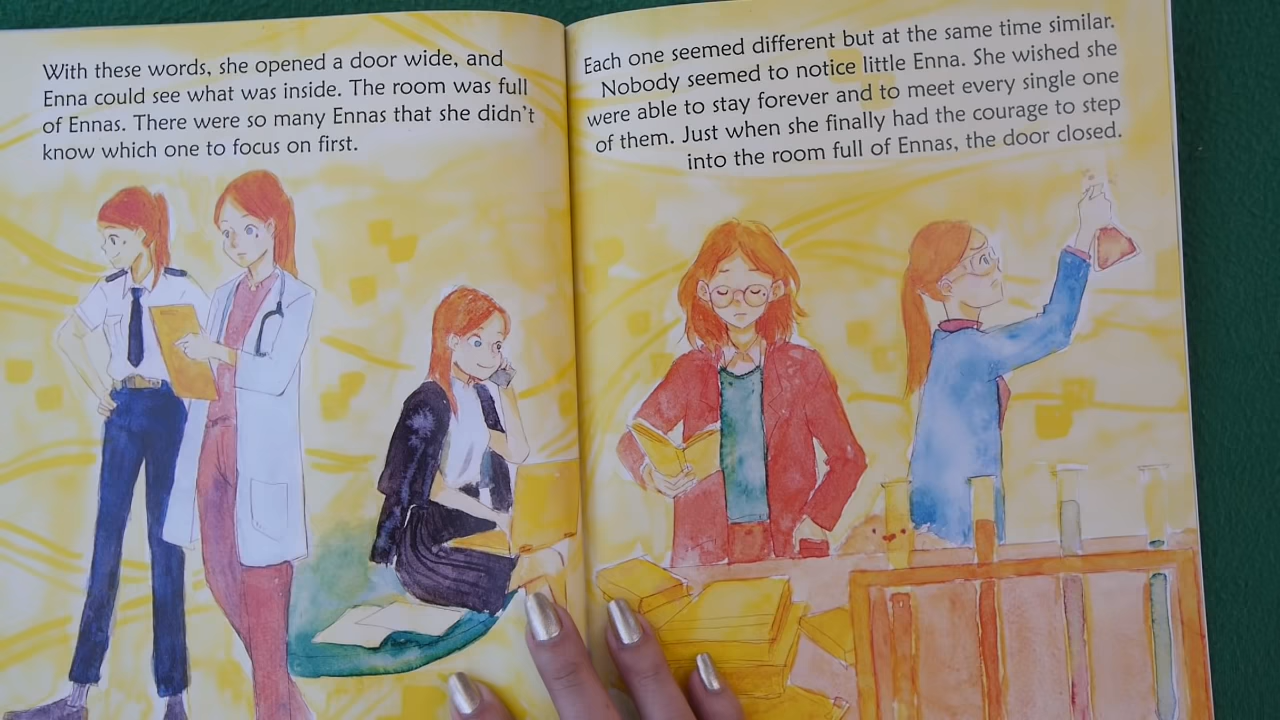 With these words, she opened a door wide, and
Enna could see what was inside. The room was full
of Ennas. There were so many Ennas that she didn't
know which one to focus on first.
Each one seemed different but at the same time similar.
Nobody seemed to notice little Enna. She wished she
were able to stay forever and to meet every single one
of them. Just when she finally had the courage to step
into the room full of Ennas, the door closed.